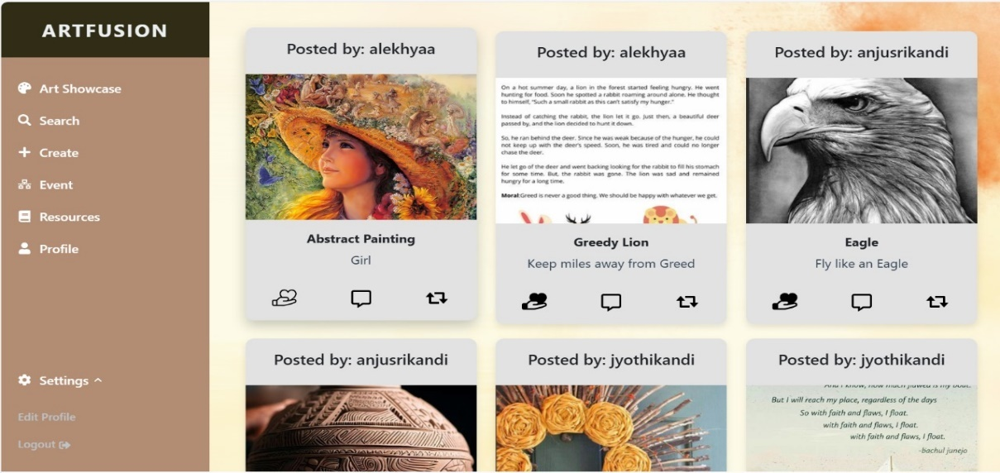 ARTFUSION
Art Showcase
Search
Create
Event
Resources
Profile
Settings
Edit Profile
Logout
Posted by: alekhyaa
Abstract Painting
Girl
Posted by: alekhyaa
On a hot summer day, a lion in the forest started feeling hungry. He went
hunting for food. Soon he spotted a rabbit roaming around alone. He thought
to himself, "Such a small rabbit as this can't satisfy my hunger."
Instead of catching the rabbit, the lion let it go. Just then, a beautiful deer
passed by, and the lion decided to hunt it down.
So, he ran behind the deer. Since he was weak because of the hunger, he could
not keep up with the deer's speed. Soon, he was tired and could no longer
chase the deer.
He let go of the deer and went backing looking for the rabbit to fill his stomach
for some time. But, the rabbit was gone. The lion was sad and remained
hungry for a long time.
Moral:Greed is never a good thing. We should be happy with whatever we get.
Greedy Lion
Keep miles away from Greed
Posted by: anjusrikandi
Eagle
Fly like an Eagle
Posted by: anjusrikandi
Posted by: jyothikandi
Posted by: jyothikandi
And I know, how much flawed is my boat.
But I will reach my place, regardless of the days
So with faith and flaws, I float.
with faith and flaws, I float.
with faith and flaws, I float.
-bachul junejo